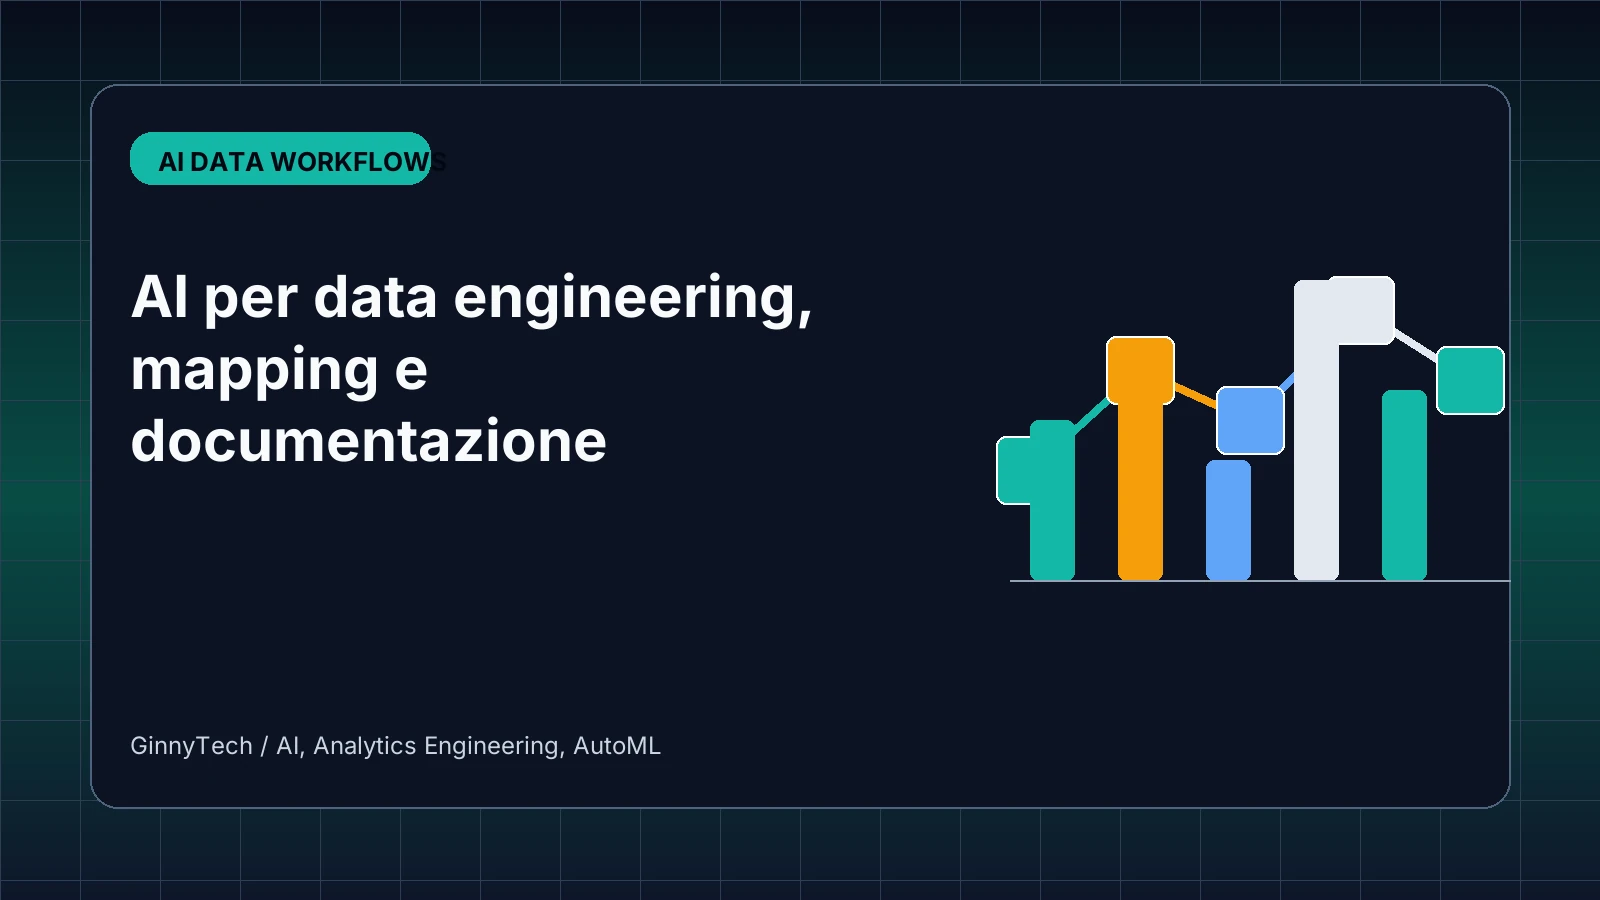 AI DATA WORKFLOWS
AI per data engineering,
mapping e
documentazione
GinnyTech / AI, Analytics Engineering, AutoML